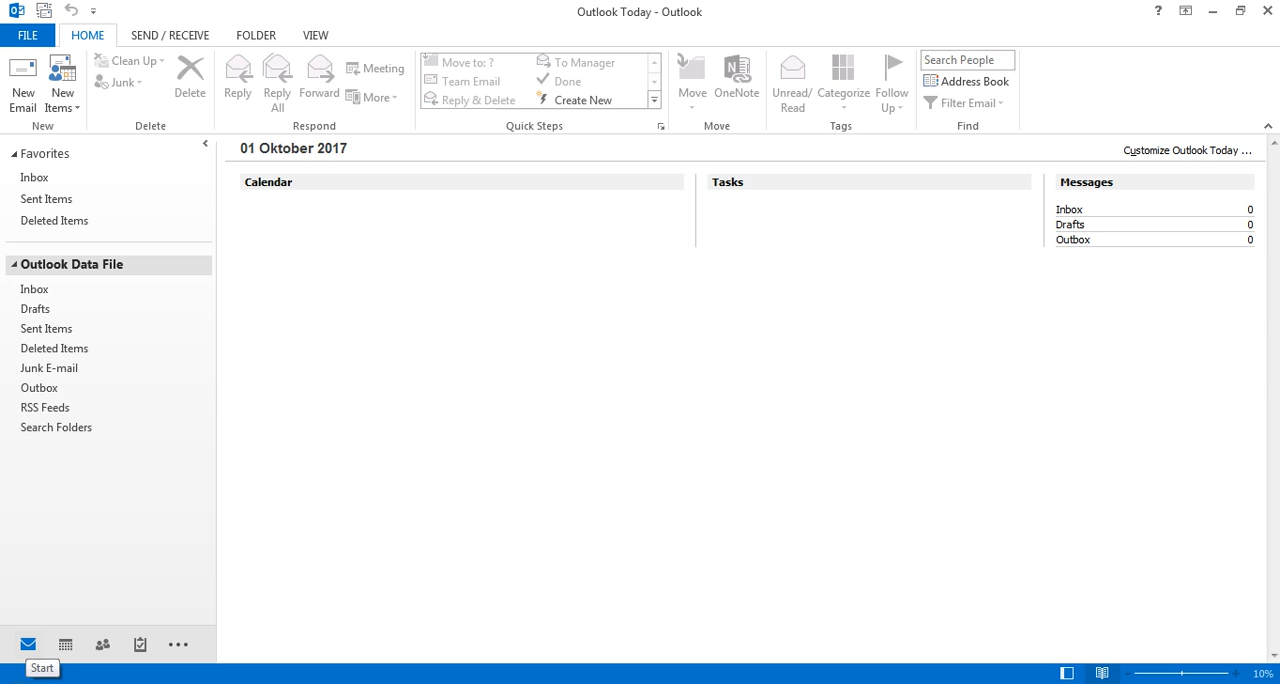 Outlook Today - Outlook
?
FILE HOME SEND / RECEIVE FOLDER VIEW
New Email
New Items
New
Clean Up
Junk
Delete
Delete
Reply
Reply All
Forward
Meeting
More
Respond
Move to: ?
Team Email
Reply & Delete
To Manager
Done
Create New
Quick Steps
Move
OneNote
Move
Unread/ Read
Categorize
Follow Up
Tags
Search People
Address Book
Filter Email
Find
Favorites
Inbox
Sent Items
Deleted Items
Outlook Data File
Inbox
Drafts
Sent Items
Deleted Items
Junk E-mail
Outbox
RSS Feeds
Search Folders
01 Oktober 2017
Customize Outlook Today ...
Calendar
Tasks
Messages
Inbox 0
Drafts 0
Outbox 0
Start
10%